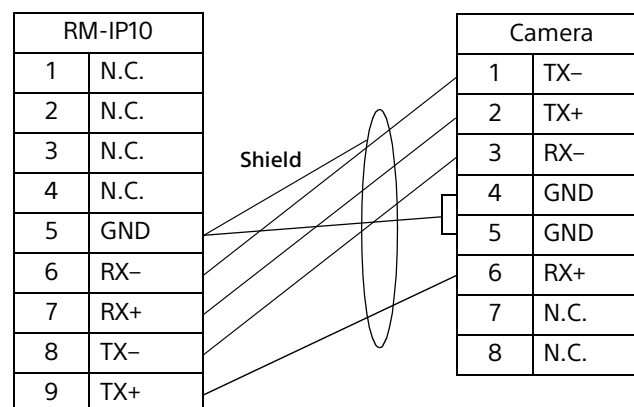 RM-IP10
1 N.C.
2 N.C.
3 N.C.
4 N.C.
5 GND
6 RX–
7 RX+
8 TX–
9 TX+
Shield
Camera
1 TX–
2 TX+
3 RX–
4 GND
5 GND
6 RX+
7 N.C.
8 N.C.